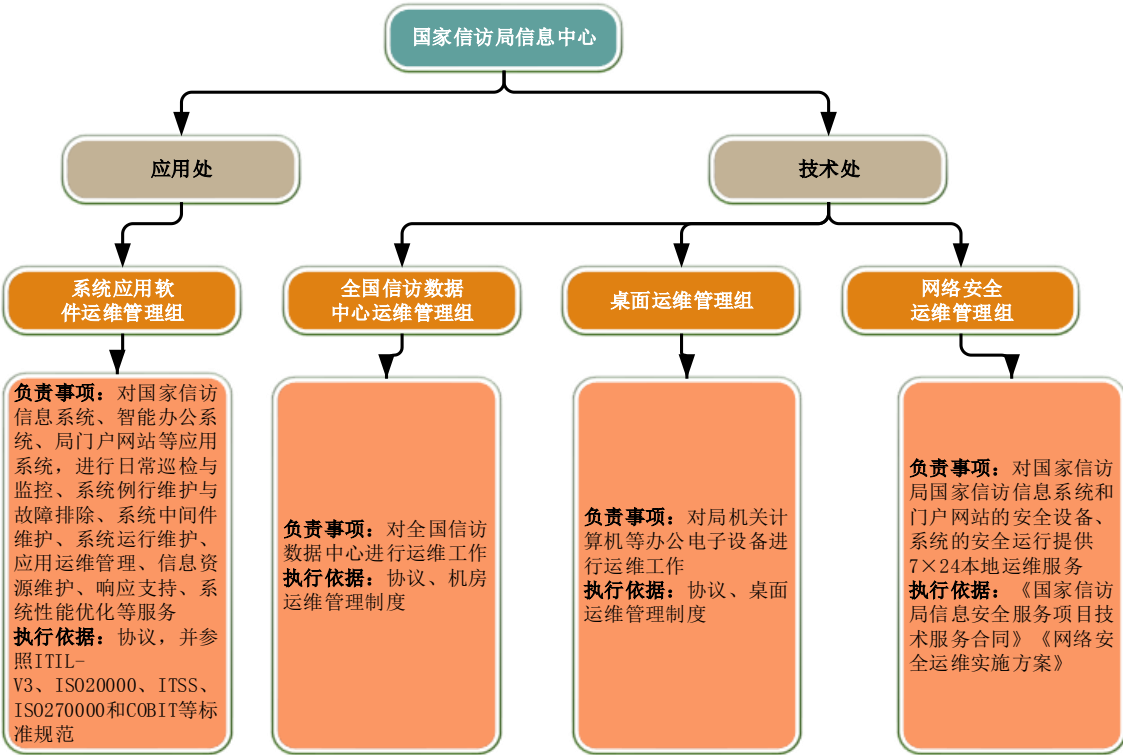 国家信访局信息中心
应用处
技术处
系统应用软
件运维管理组
全国信访数据
中心运维管理组
桌面运维管理组
网络安全
运维管理组
负责事项：对国家信访
信息系统、智能办公系
统、局门户网站等应用
系统，进行日常巡检与
监控、系统例行维护与
故障排除、系统中间件
维护、系统运行维护、
应用运维管理、信息资
源维护、响应支持、系
统性能优化等服务
执行依据：协议，并参
照ITIL-
V3、ISO20000、ITSS、
ISO270000和COBIT等标
准规范
负责事项：对全国信访
数据中心进行运维工作
执行依据：协议、机房
运维管理制度
负责事项：对局机关计
算机等办公电子设备进
行运维工作
执行依据：协议、桌面
运维管理制度
负责事项：对国家信访
局国家信访信息系统和
门户网站的安全设备、
系统的安全运行提供
7×24本地运维服务
执行依据：《国家信访
局信息安全服务项目技
术服务合同》《网络安
全运维实施方案》